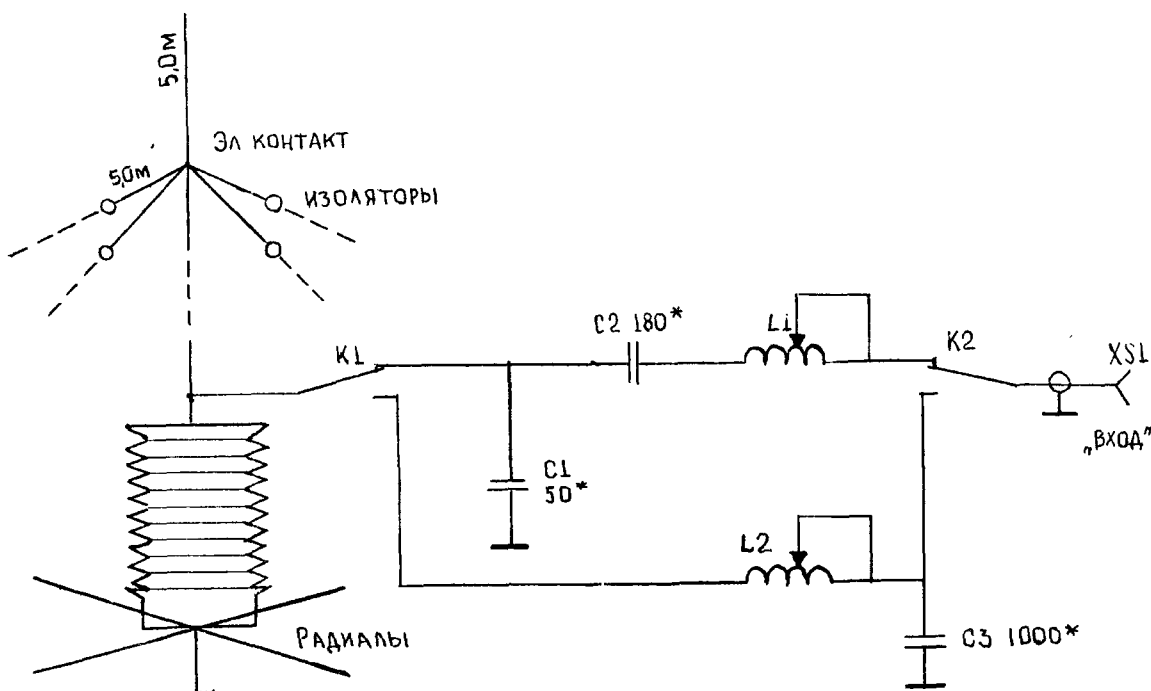 5,0м
Эл контакт
5,0м
изоляторы
C2 180*
L1
K2
K1
XS1
„Вход"
C1
50*
L2
Радиалы
C3 1000*